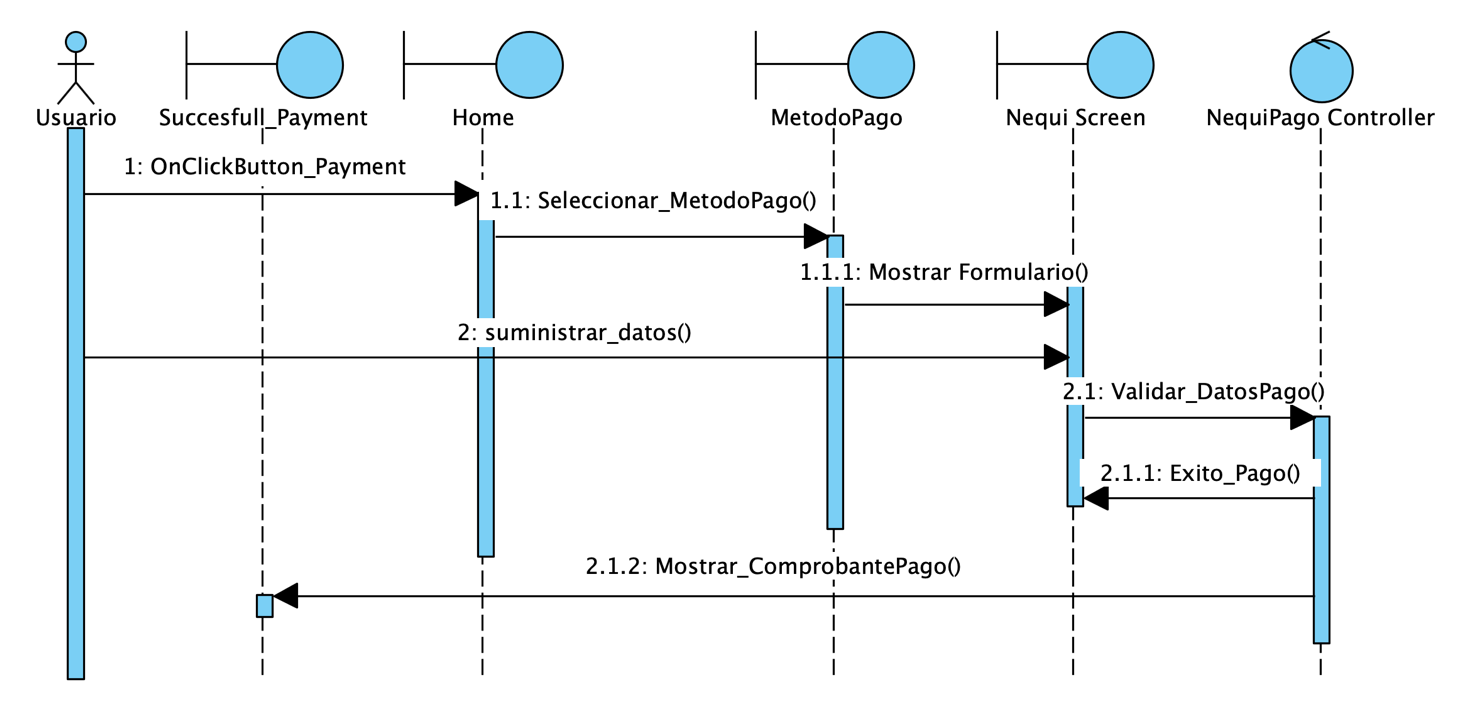 Usuario
Succesfull_Payment
Home
MetodoPago
Nequi Screen
NequiPago Controller
1: OnClickButton_Payment
1.1: Seleccionar_MetodoPago()
1.1.1: Mostrar Formulario()
2: suministrar_datos()
2.1: Validar_DatosPago()
2.1.1: Exito_Pago()
2.1.2: Mostrar_ComprobantePago()